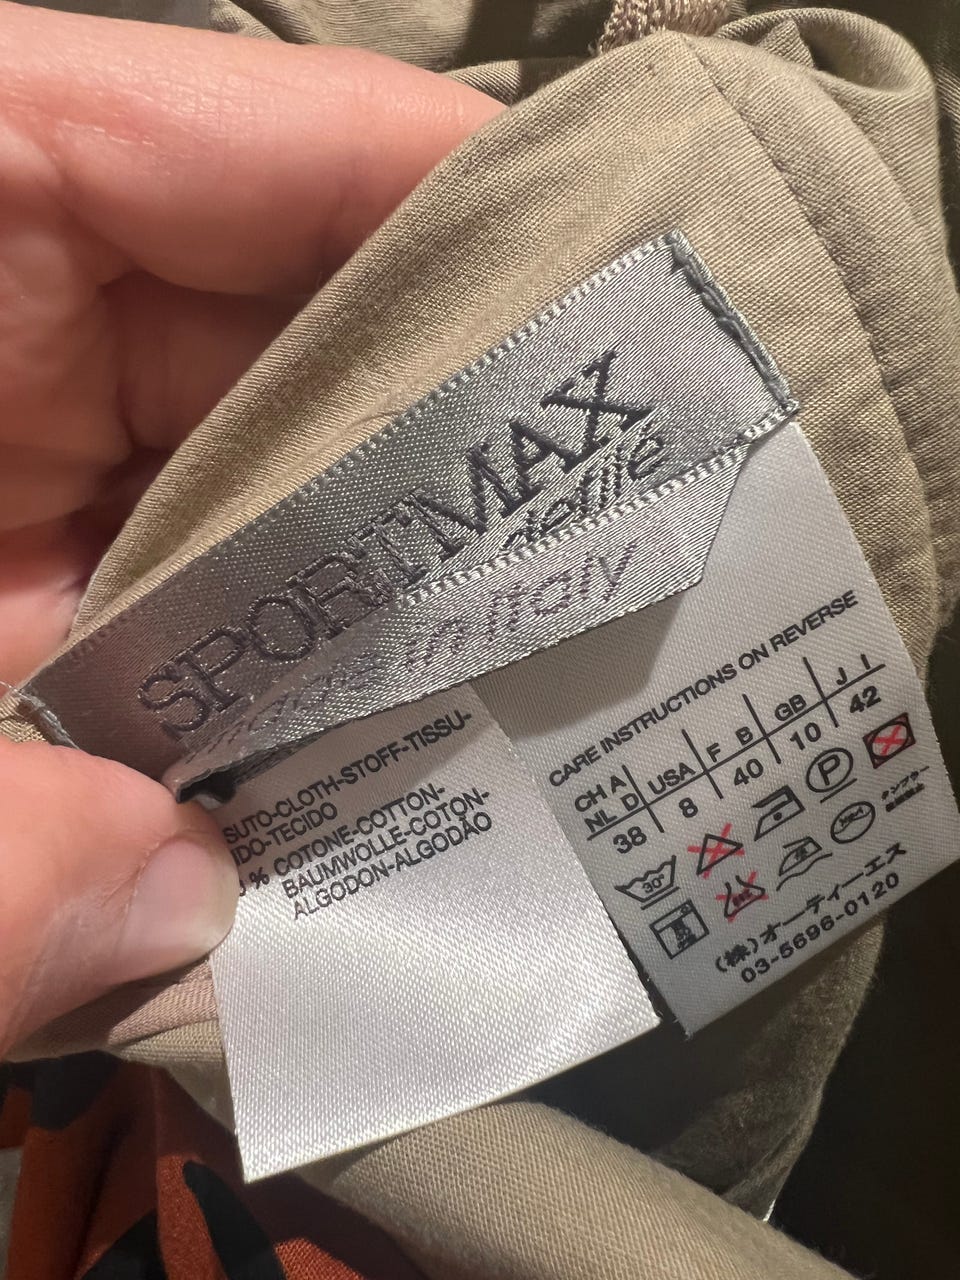 SPORTMAX
in Italy
SUTO-CLOTH-STOFF-TISSU-
IDO-TECIDO
% COTONE-COTTON-
BAUMWOLLE-COTON-
ALGODON-ALGODÃO
CARE INSTRUCTIONS ON REVERSE
CH A NL D USA F B GB J I
38 8 40 10 42
30°
P
(株)オーティーエス
03-5696-0120